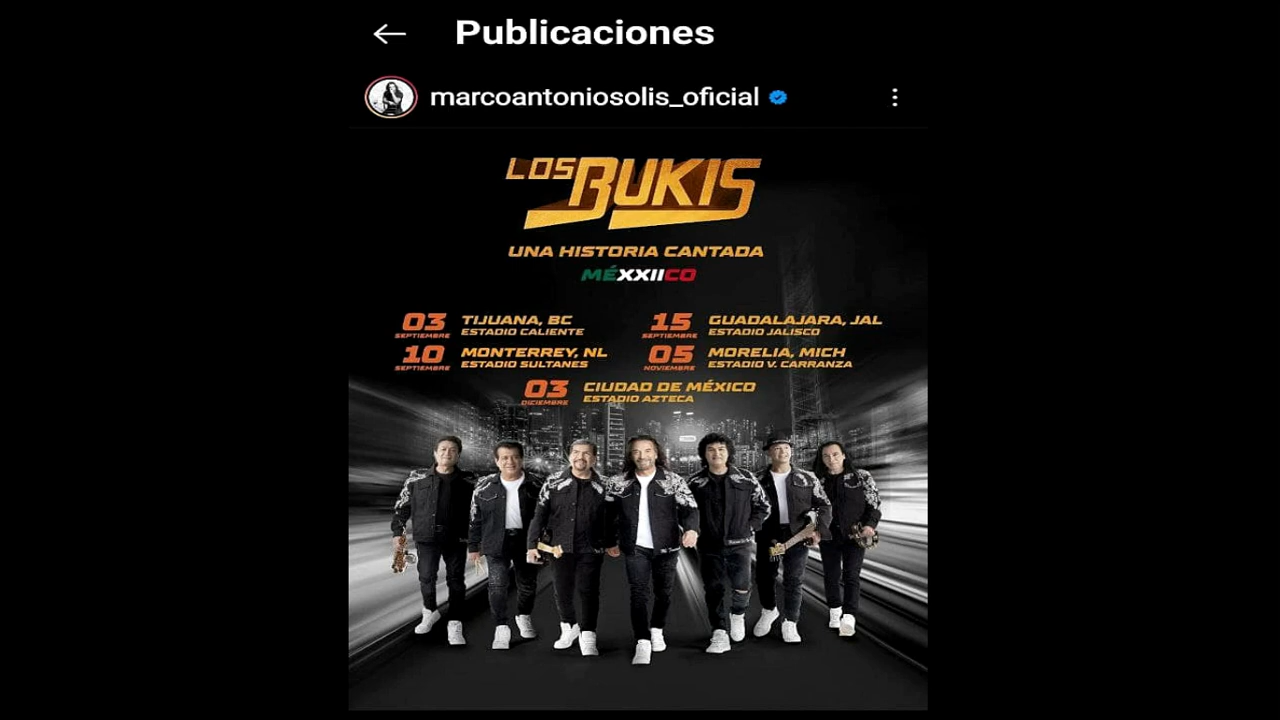 Publicaciones
marcoantoniosolis_oficial
LOS BUKIS
UNA HISTORIA CANTADA
MÉXXIICO
03 SEPTIEMBRE TIJUANA, BC ESTADIO CALIENTE
15 SEPTIEMBRE GUADALAJARA, JAL ESTADIO JALISCO
10 SEPTIEMBRE MONTERREY, NL ESTADIO SULTANES
05 NOVIEMBRE MORELIA, MICH ESTADIO V. CARRANZA
03 DICIEMBRE CIUDAD DE MÉXICO ESTADIO AZTECA